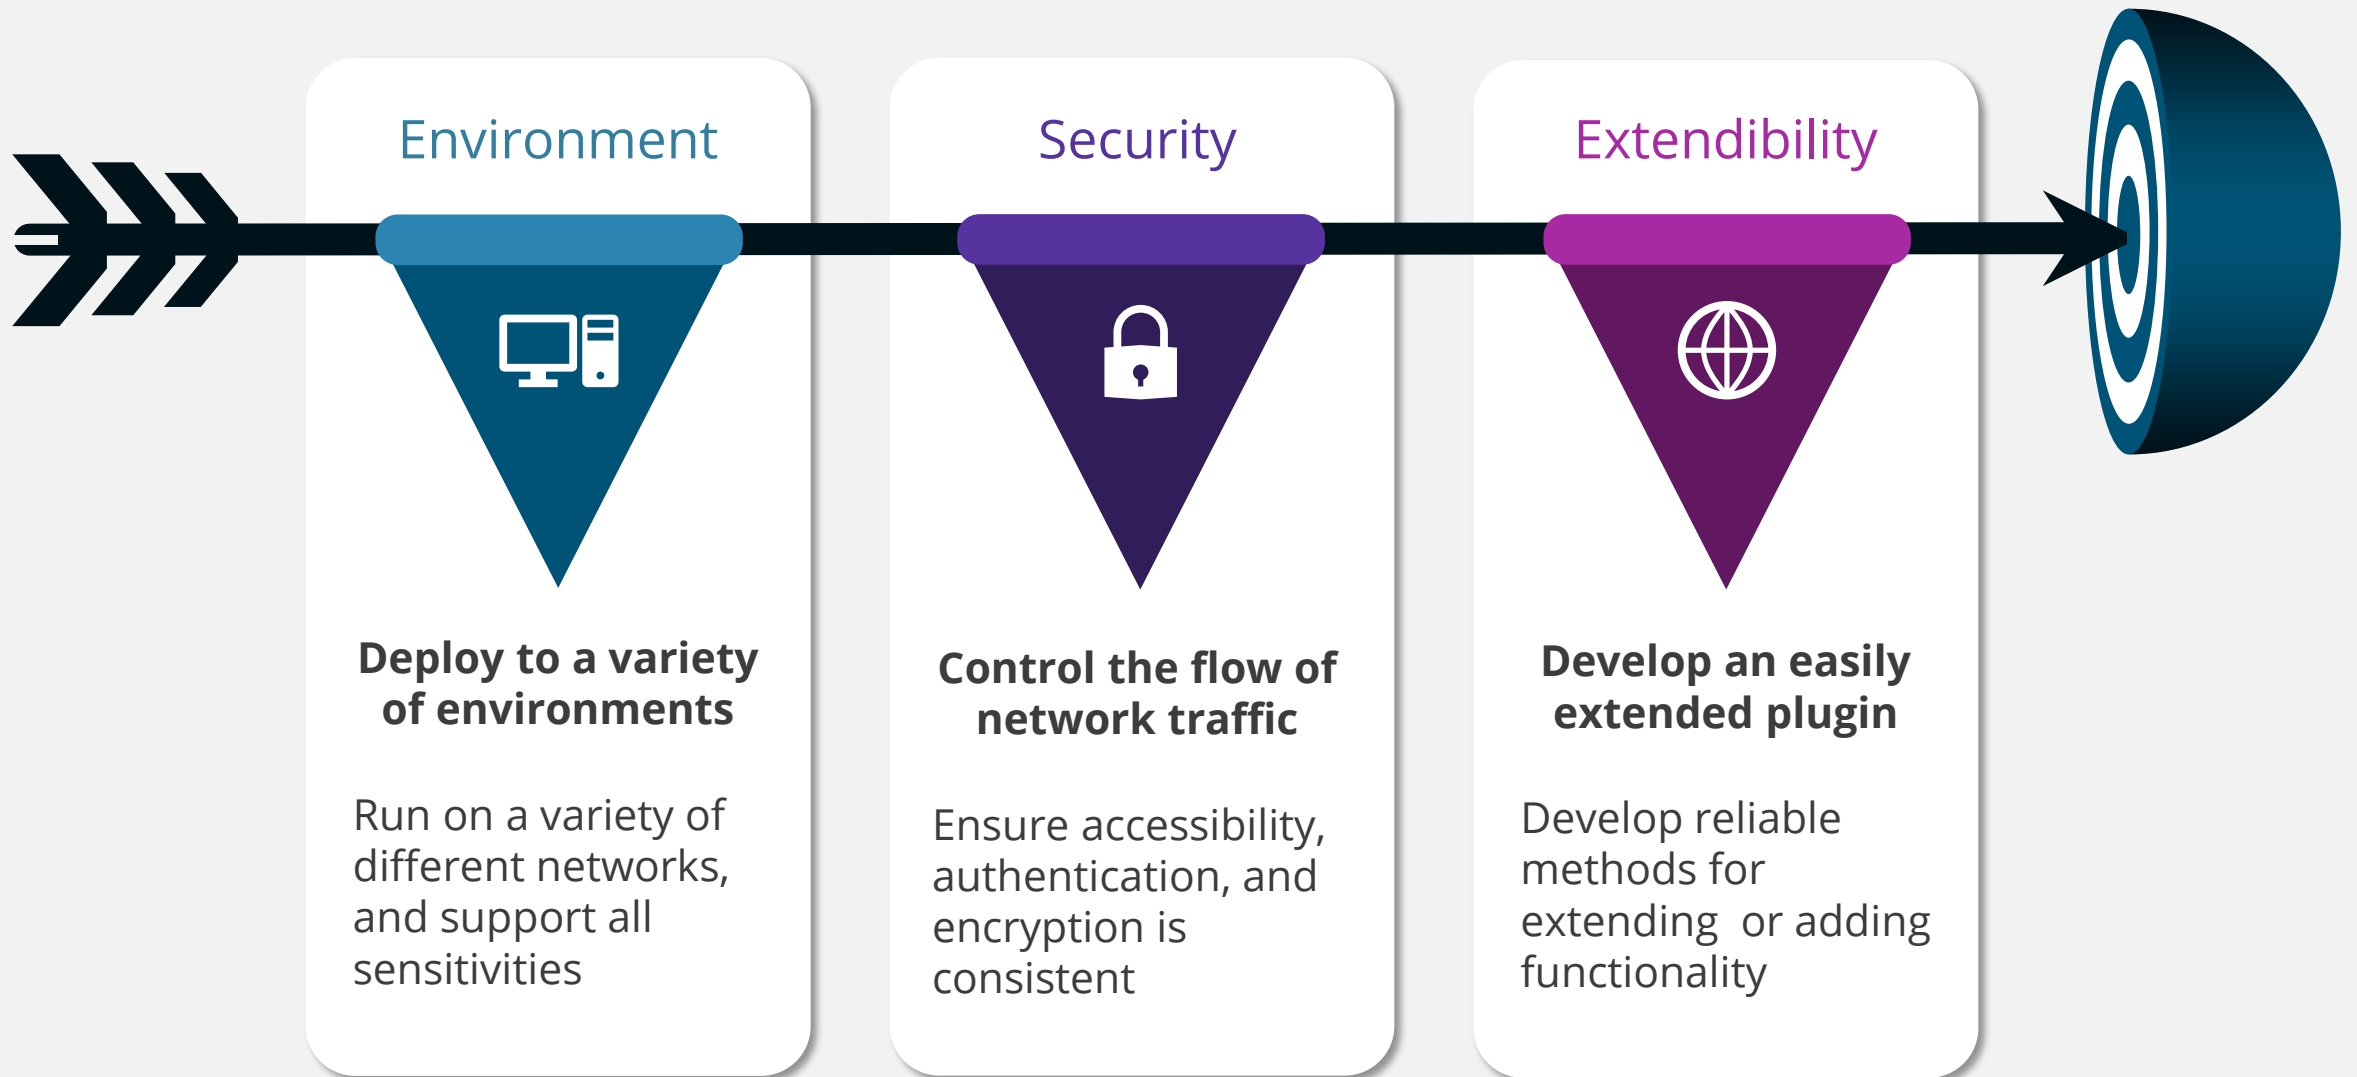 Environment
Deploy to a variety
of environments
Run on a variety of
different networks,
and support all
sensitivities
Security
Control the flow of
network traffic
Ensure accessibility,
authentication, and
encryption is
consistent
Extendibility
Develop an easily
extended plugin
Develop reliable
methods for
extending  or adding
functionality